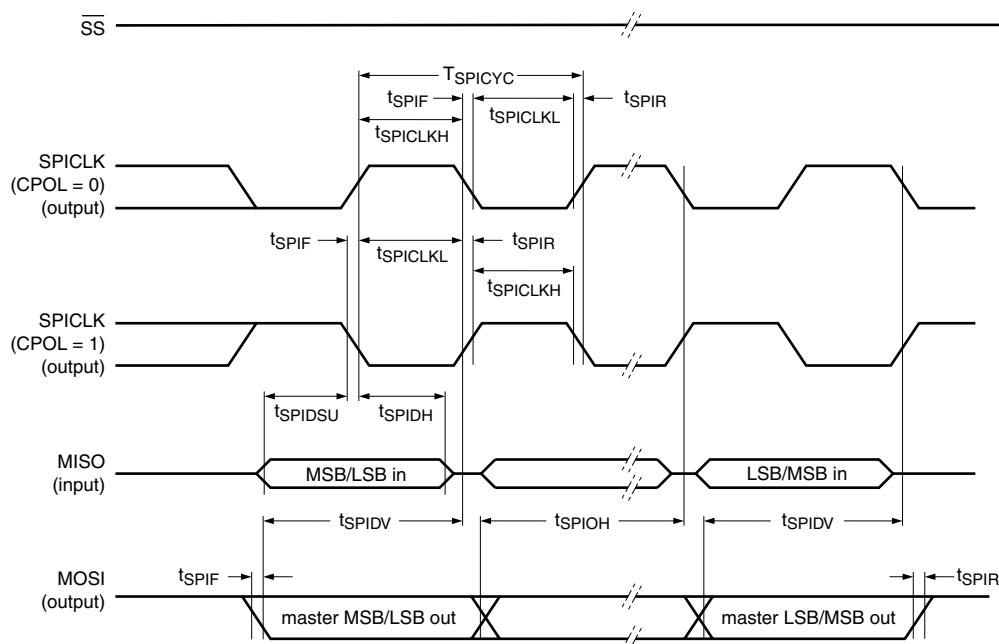 SS
TSPICYC
tSPIF tSPICLKL tSPIR
tSPICLKH
SPICLK
(CPOL = 0)
(output)
tSPIF tSPICLKL tSPIR
tSPICLKH
SPICLK
(CPOL = 1)
(output)
tSPIDSU tSPIDH
MISO
(input)
MSB/LSB in LSB/MSB in
tSPIDV tSPIOH tSPIDV
MOSI
(output)
tSPIF tSPIR
master MSB/LSB out master LSB/MSB out